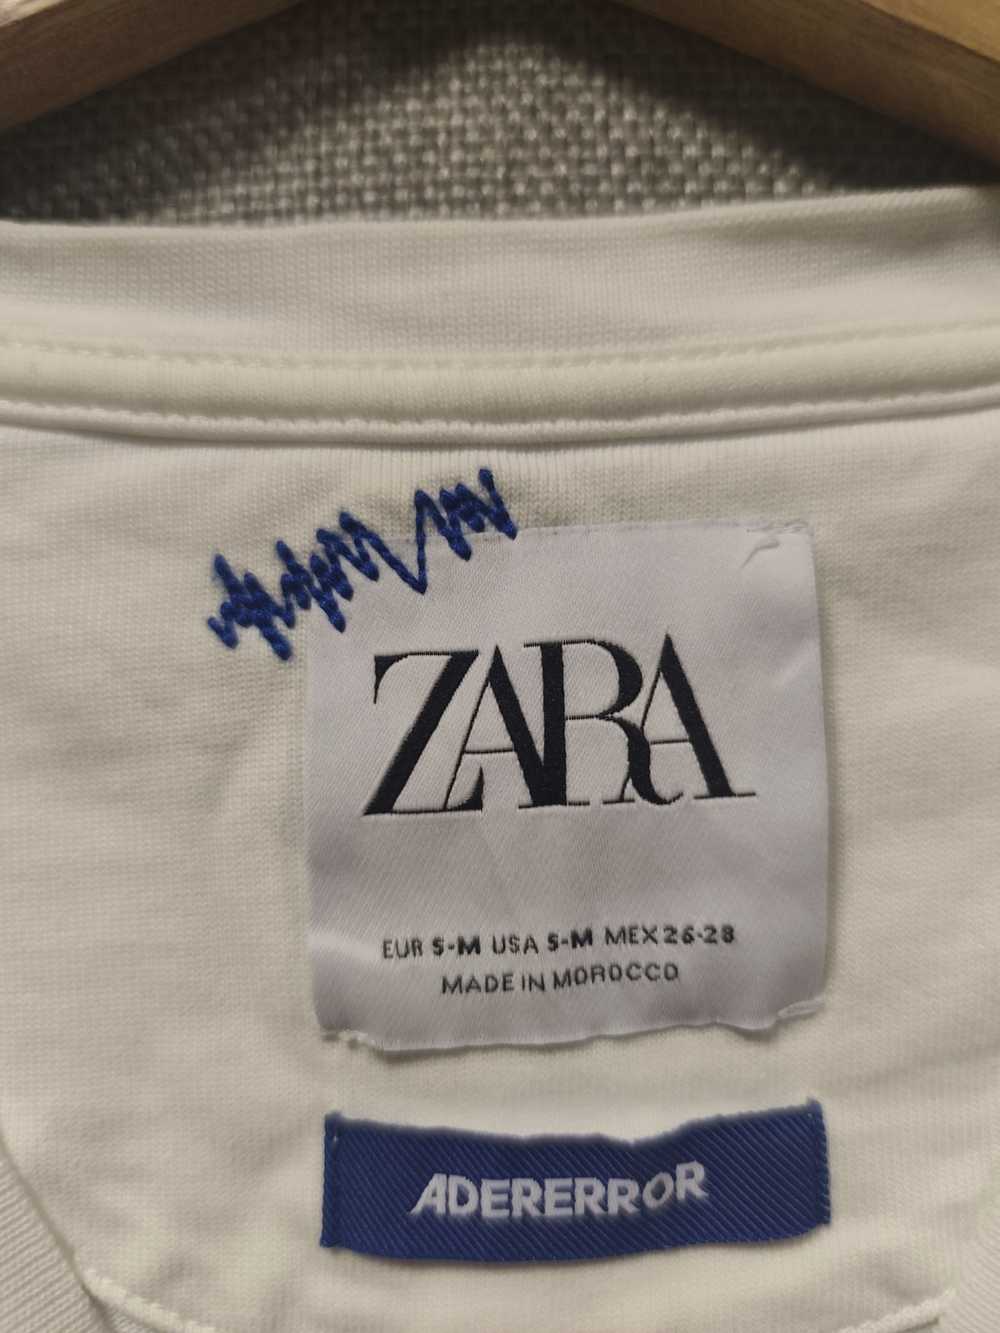 ZARA
EUR S-M USA S-M MEX 26-28
MADE IN MOROCCO
ADERERROR